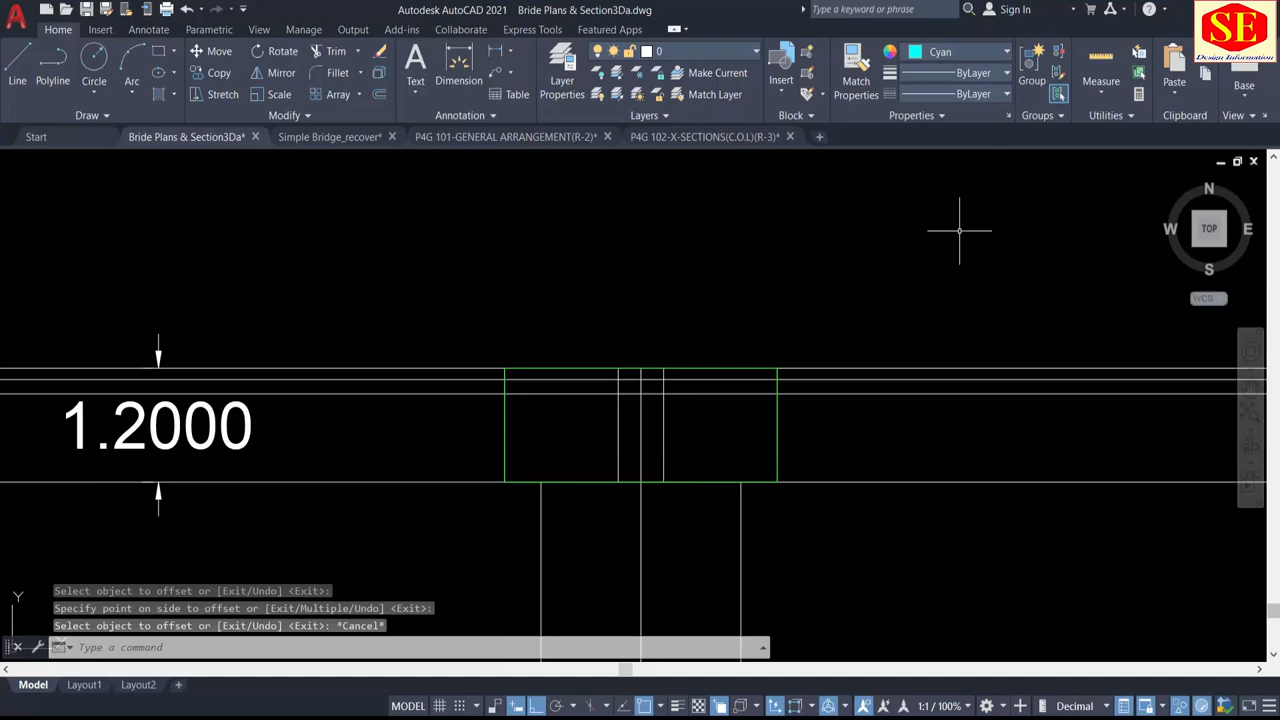 Autodesk AutoCAD 2021 Bride Plans & Section3Da.dwg
Type a keyword or phrase
Sign In
SE
Design Information
Home Insert Annotate Parametric View Manage Output Add-ins Collaborate Express Tools Featured Apps
Line
Polyline
Circle
Arc
Move
Rotate
Trim
Copy
Mirror
Fillet
Stretch
Scale
Array
Text
Dimension
Table
Layer
Properties
0
Make Current
Match Layer
Insert
Match
Properties
Cyan
ByLayer
ByLayer
Group
Measure
Paste
Base
Draw Modify Annotation Layers Block Properties Groups Utilities Clipboard View
Start Bride Plans & Section3Da* Simple Bridge_recover* P4G 101-GENERAL ARRANGEMENT(R-2)* P4G 102-X-SECTIONS(C.O.L)(R-3)*
N
W TOP E
S
WCS
1.2000
Y
Select object to offset or [Exit/Undo] <Exit>:
Specify point on side to offset or [Exit/Multiple/Undo] <Exit>:
Select object to offset or [Exit/Undo] <Exit>: *Cancel*
Type a command
Model Layout1 Layout2
MODEL 1:1 / 100% Decimal